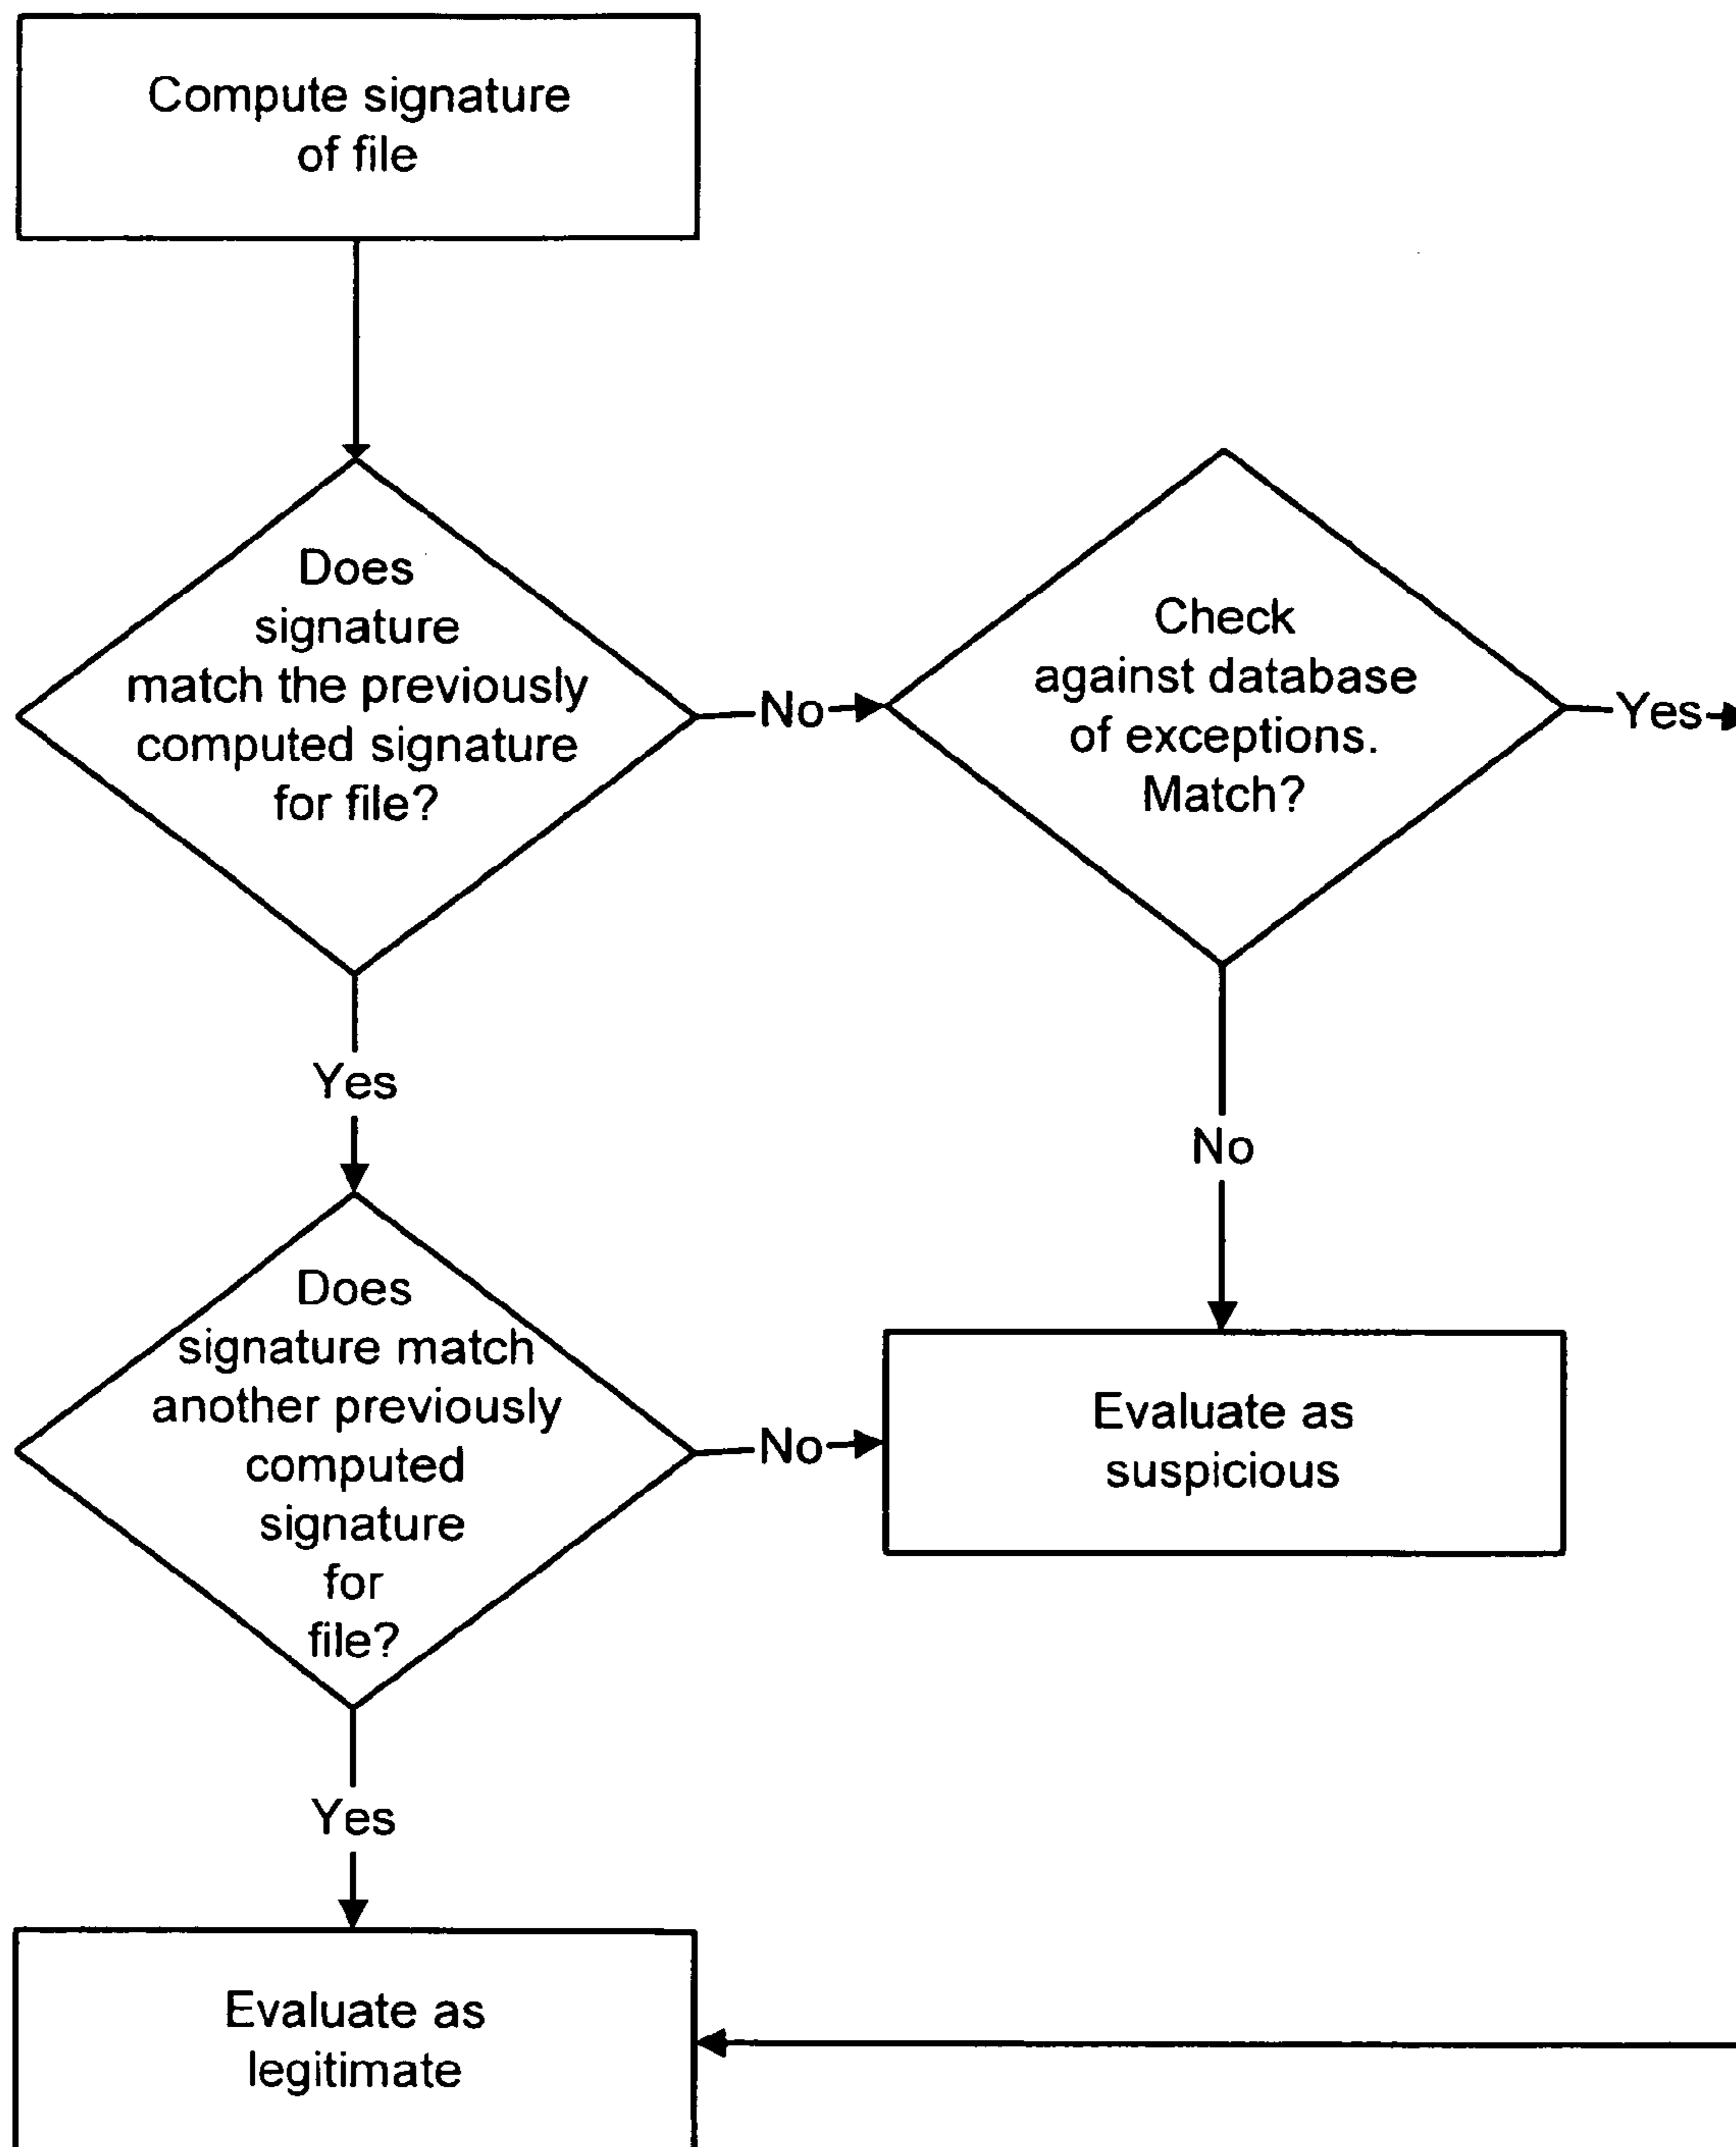 Compute signature
of file
Does
signature
match the previously
computed signature
for file?
No
Check
against database
of exceptions.
Match?
Yes
Yes
No
Does
signature match
another previously
computed
signature
for
file?
No
Evaluate as
suspicious
Yes
Evaluate as
legitimate